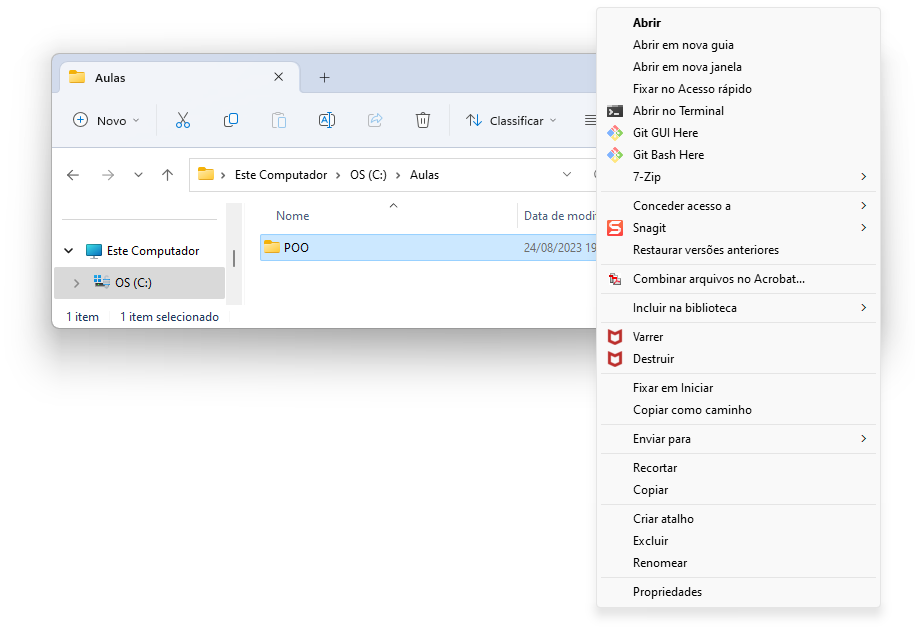 Aulas
Novo
Classificar
Este Computador > OS (C:) > Aulas
Nome
Data de modi
Este Computador
POO
24/08/2023 19
OS (C:)
1 item
1 item selecionado
Abrir
Abrir em nova guia
Abrir em nova janela
Fixar no Acesso rápido
Abrir no Terminal
Git GUI Here
Git Bash Here
7-Zip
Conceder acesso a
Snagit
Restaurar versões anteriores
Combinar arquivos no Acrobat...
Incluir na biblioteca
Varrer
Destruir
Fixar em Iniciar
Copiar como caminho
Enviar para
Recortar
Copiar
Criar atalho
Excluir
Renomear
Propriedades